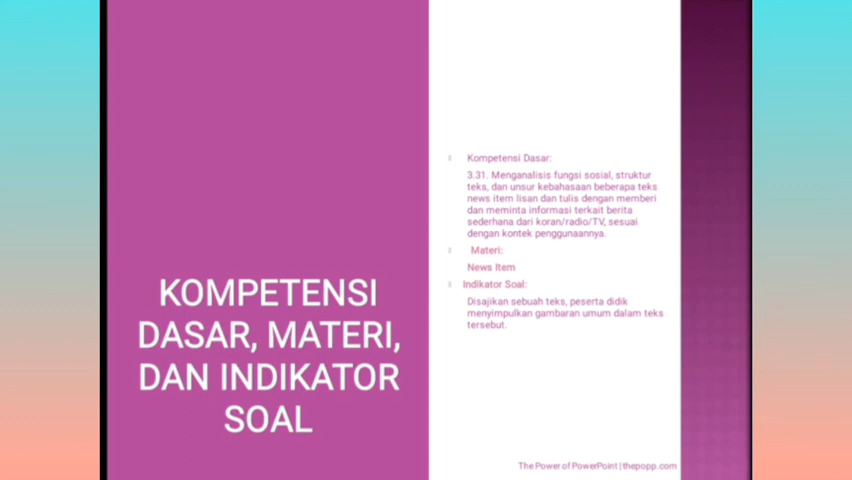 KOMPETENSI
DASAR, MATERI,
DAN INDIKATOR
SOAL
Kompetensi Dasar:
3.31. Menganalisis fungsi sosial, struktur
teks, dan unsur kebahasaan beberapa teks
news item lisan dan tulis dengan memberi
dan meminta informasi terkait berita
sederhana dari koran/radio/TV, sesuai
dengan kontek penggunaannya.
Materi:
News Item
Indikator Soal:
Disajikan sebuah teks, peserta didik
menyimpulkan gambaran umum dalam teks
tersebut.
The Power of PowerPoint | thepopp.com